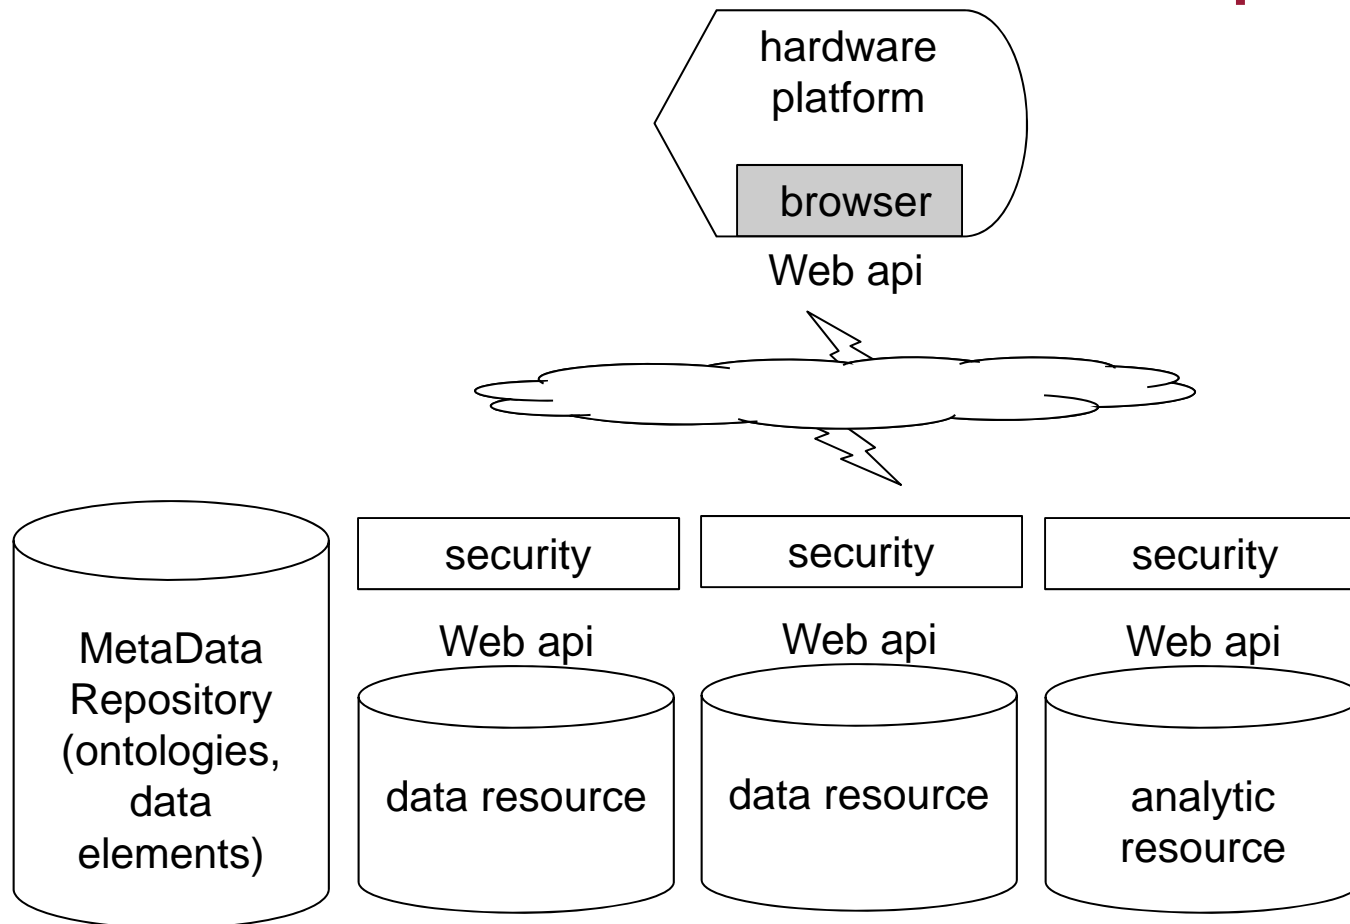 hardware
platform
browser
Web api
security
security
security
MetaData
Repository
(ontologies,
data
elements)
Web api
data resource
Web api
data resource
Web api
analytic
resource